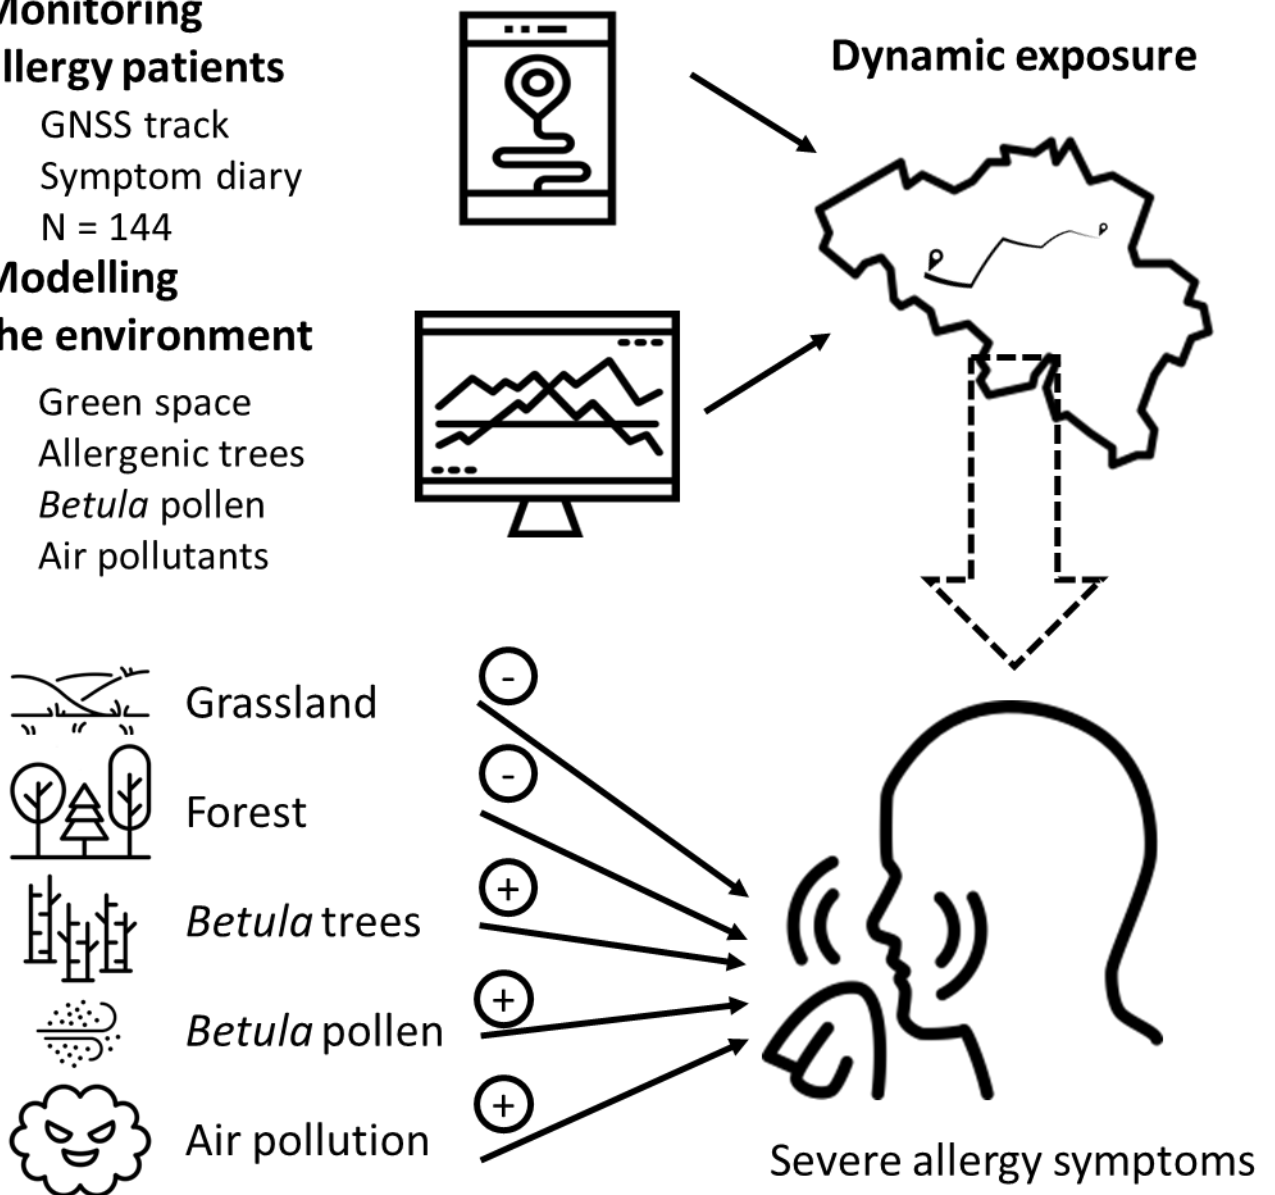 Monitoring
llergy patients
GNSS track
Symptom diary
N = 144
Modelling
he environment
Green space
Allergenic trees
Betula pollen
Air pollutants
Dynamic exposure
Grassland
-
Forest
-
Betula trees
+
Betula pollen
+
Air pollution
+
Severe allergy symptoms